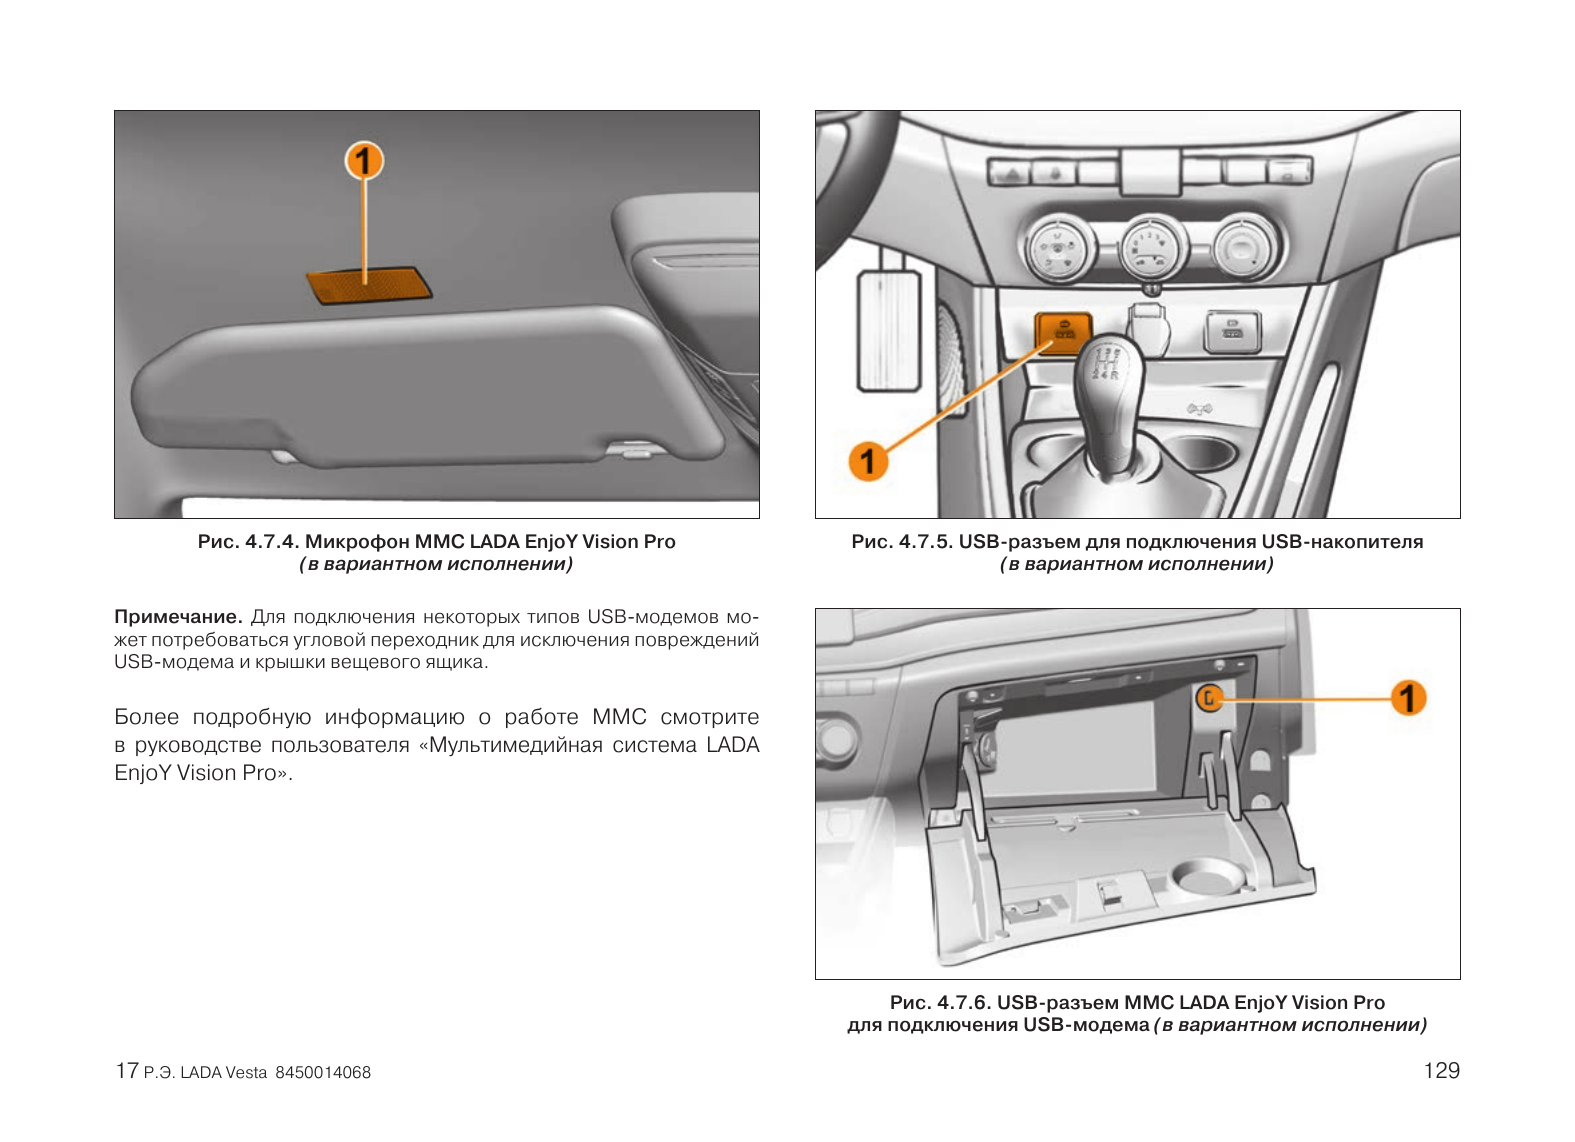 1
Рис. 4.7.4. Микрофон ММС LADA EnjoY Vision Pro
(в вариантном исполнении)
Примечание. Для подключения некоторых типов USB-модемов мо-
жет потребоваться угловой переходник для исключения повреждений
USB-модема и крышки вещевого ящика.
Более подробную информацию о работе ММС смотрите
в руководстве пользователя «Мультимедийная система LADA
EnjoY Vision Pro».
1
Рис. 4.7.5. USB-разъем для подключения USB-накопителя
(в вариантном исполнении)
1
Рис. 4.7.6. USB-разъем ММС LADA EnjoY Vision Pro
для подключения USB-модема (в вариантном исполнении)
17 Р.Э. LADA Vesta 8450014068
129